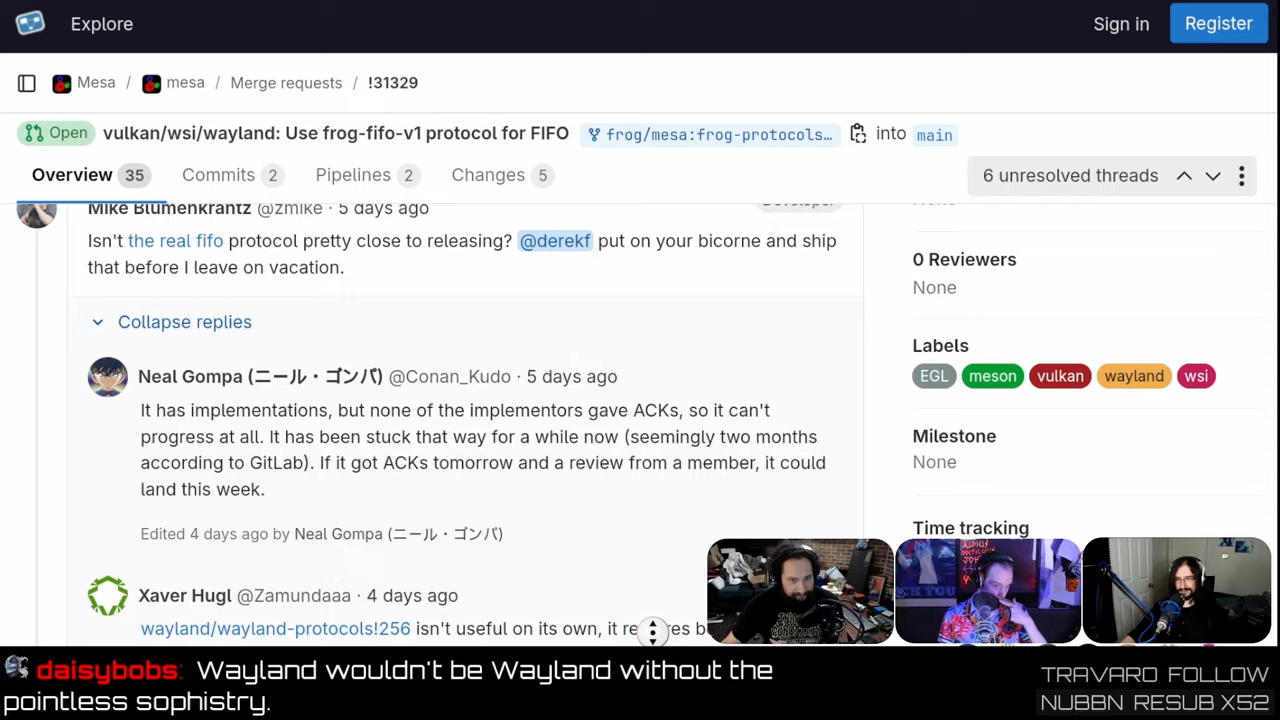 Explore
Sign in
Register
Mesa / mesa / Merge requests / !31329
Open vulkan/wsi/wayland: Use frog-fifo-v1 protocol for FIFO frog/mesa:frog-protocols… into main
Overview 35 Commits 2 Pipelines 2 Changes 5
6 unresolved threads
Mike Blumenkrantz @zmike · 5 days ago
Developer
Isn't the real fifo protocol pretty close to releasing? @derekf put on your bicorne and ship
that before I leave on vacation.
Collapse replies
Neal Gompa (ニール・ゴンパ) @Conan_Kudo · 5 days ago
It has implementations, but none of the implementors gave ACKs, so it can't
progress at all. It has been stuck that way for a while now (seemingly two months
according to GitLab). If it got ACKs tomorrow and a review from a member, it could
land this week.
Edited 4 days ago by Neal Gompa (ニール・ゴンパ)
Xaver Hugl @Zamundaaa · 4 days ago
wayland/wayland-protocols!256 isn't useful on its own, it
None
0 Reviewers
None
Labels
EGL meson vulkan wayland wsi
Milestone
None
Time tracking
daisybobs: Wayland wouldn't be Wayland without the
pointless sophistry.
TRAVARO FOLLOW
NUBBN RESUB X52